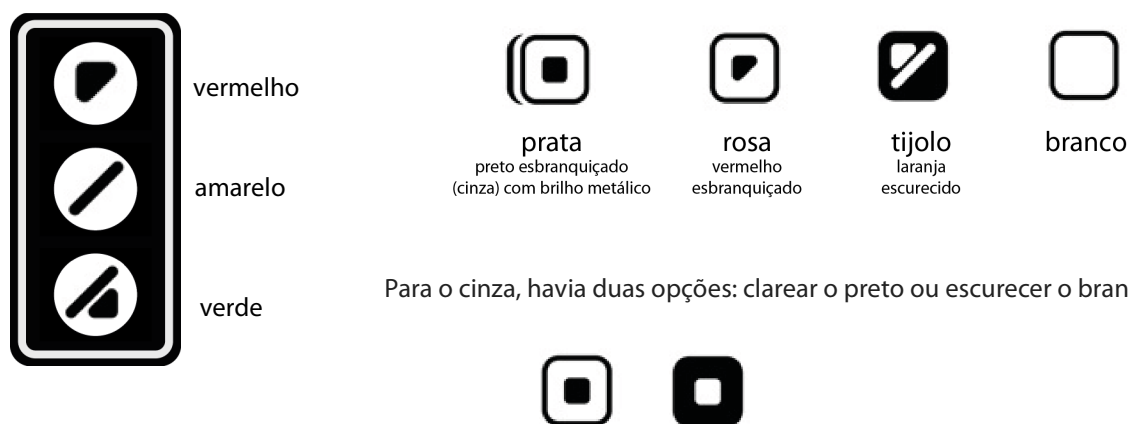 vermelho
amarelo
verde
prata
preto esbranquiçado
(cinza) com brilho metálico
rosa
vermelho
esbranquiçado
tijolo
laranja
escurecido
branco
Para o cinza, havia duas opções: clarear o preto ou escurecer o bran